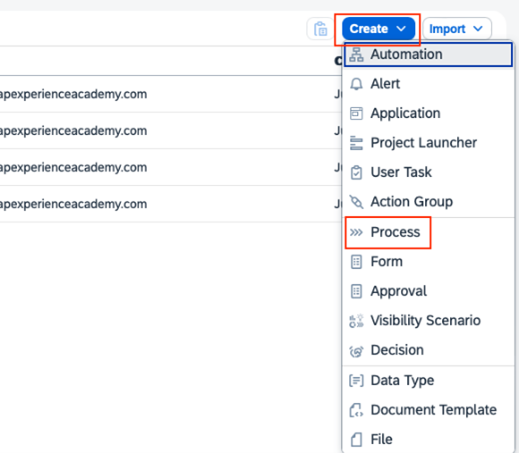 Create Import
Automation
Alert
apexperienceacademy.com
Application
apexperienceacademy.com
Project Launcher
apexperienceacademy.com
User Task
apexperienceacademy.com
Action Group
Process
Form
Approval
Visibility Scenario
Decision
Data Type
Document Template
File